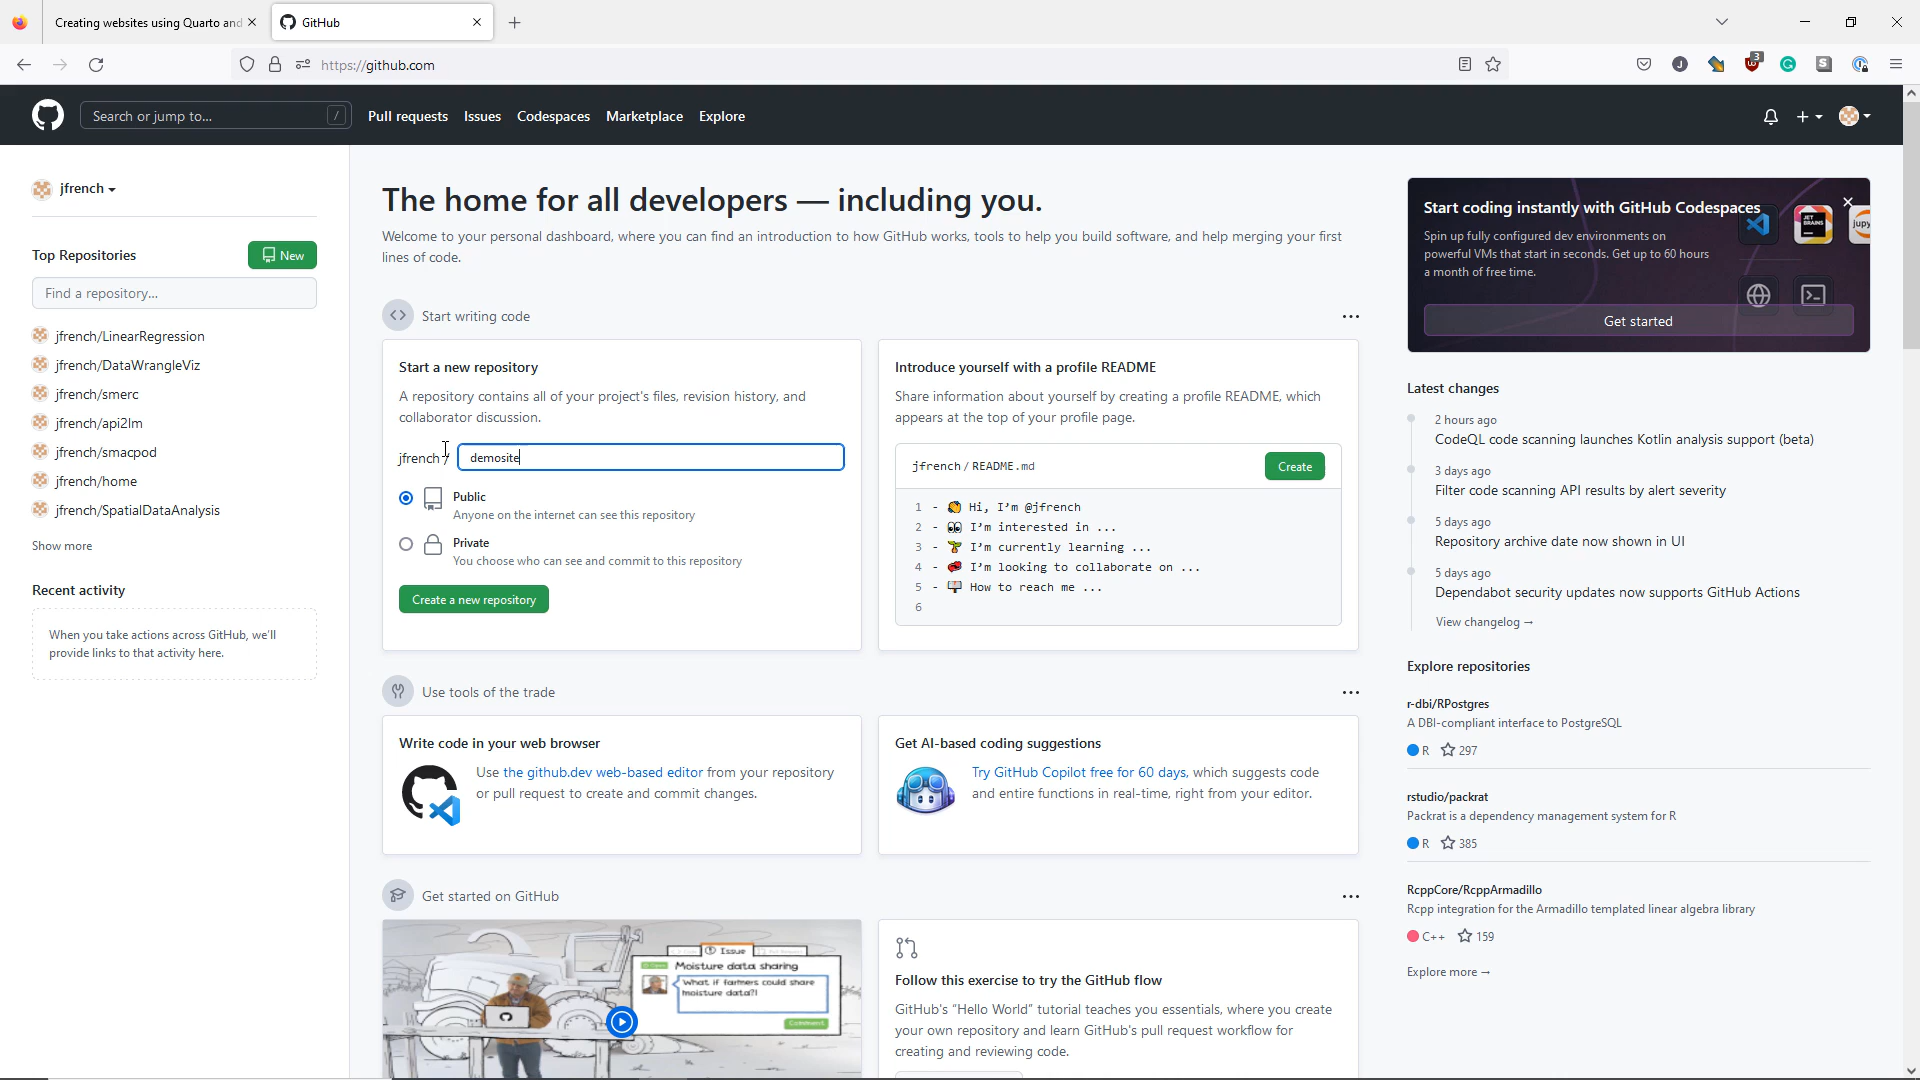 Creating websites using Quarto and
GitHub
https://github.com
3
J
S
Search or jump to...
/
Pull requests
Issues
Codespaces
Marketplace
Explore
jfrench
Top Repositories
New
Find a repository...
jfrench/LinearRegression
jfrench/DataWrangleViz
jfrench/smerc
jfrench/api2lm
jfrench/smacpod
jfrench/home
jfrench/SpatialDataAnalysis
Show more
Recent activity
When you take actions across GitHub, we'll
provide links to that activity here.
The home for all developers — including you.
Welcome to your personal dashboard, where you can find an introduction to how GitHub works, tools to help you build software, and help merging your first
lines of code.
Start writing code
Start a new repository
A repository contains all of your project's files, revision history, and
collaborator discussion.
jfrench /
demosite
Public
Anyone on the internet can see this repository
Private
You choose who can see and commit to this repository
Create a new repository
Introduce yourself with a profile README
Share information about yourself by creating a profile README, which
appears at the top of your profile page.
jfrench / README.md
Create
1 - 👋 Hi, I’m @jfrench
2 - 👀 I’m interested in ...
3 - 🌱 I’m currently learning ...
4 - 💞️ I’m looking to collaborate on ...
5 - 📫 How to reach me ...
6
Use tools of the trade
Write code in your web browser
Use the github.dev web-based editor from your repository
or pull request to create and commit changes.
Get AI-based coding suggestions
Try GitHub Copilot free for 60 days, which suggests code
and entire functions in real-time, right from your editor.
Get started on GitHub
Issue
Moisture data sharing
What if farmers could share
moisture data?!
Comment
Follow this exercise to try the GitHub flow
GitHub's “Hello World” tutorial teaches you essentials, where you create
your own repository and learn GitHub's pull request workflow for
creating and reviewing code.
Start coding instantly with GitHub Codespaces
Spin up fully configured dev environments on
powerful VMs that start in seconds. Get up to 60 hours
a month of free time.
JET
BRAINS
jupy
Get started
Latest changes
2 hours ago
CodeQL code scanning launches Kotlin analysis support (beta)
3 days ago
Filter code scanning API results by alert severity
5 days ago
Repository archive date now shown in UI
5 days ago
Dependabot security updates now supports GitHub Actions
View changelog →
Explore repositories
r-dbi/RPostgres
A DBI-compliant interface to PostgreSQL
R 297
rstudio/packrat
Packrat is a dependency management system for R
R 385
RcppCore/RcppArmadillo
Rcpp integration for the Armadillo templated linear algebra library
C++ 159
Explore more →